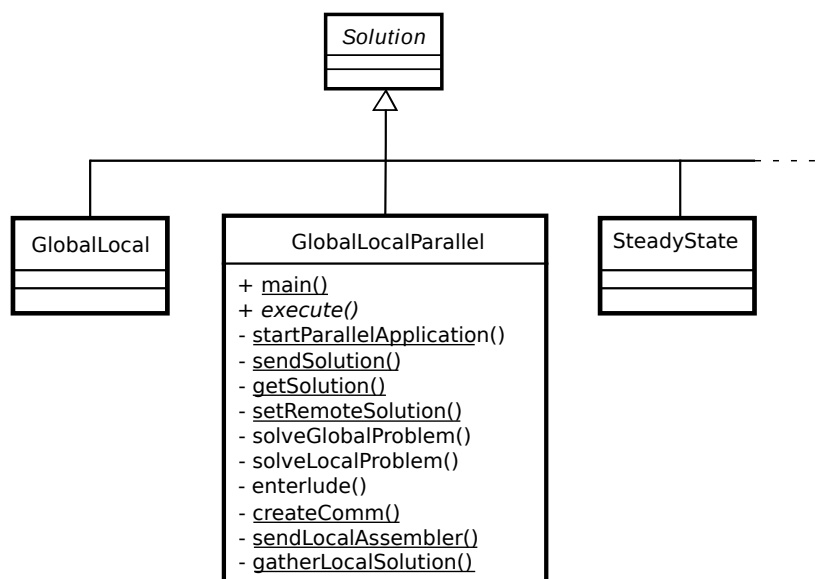 Solution
GlobalLocal
GlobalLocalParallel
SteadyState
+ main()
+ execute()
- startParallelApplication()
- sendSolution()
- getSolution()
- setRemoteSolution()
- solveGlobalProblem()
- solveLocalProblem()
- enterlude()
- createComm()
- sendLocalAssembler()
- gatherLocalSolution()